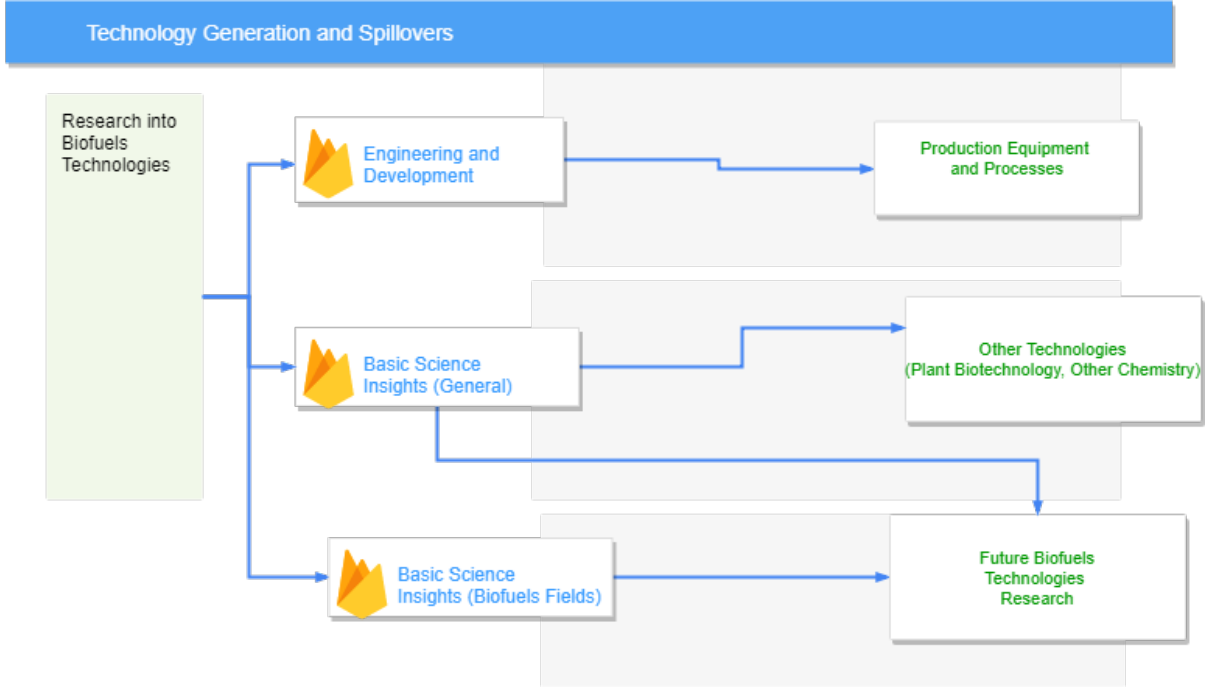 Technology Generation and Spillovers
Research into
Biofuels
Technologies
Engineering and
Development
Production Equipment
and Processes
Basic Science
Insights (General)
Other Technologies
(Plant Biotechnology, Other Chemistry)
Basic Science
Insights (Biofuels Fields)
Future Biofuels
Technologies
Research